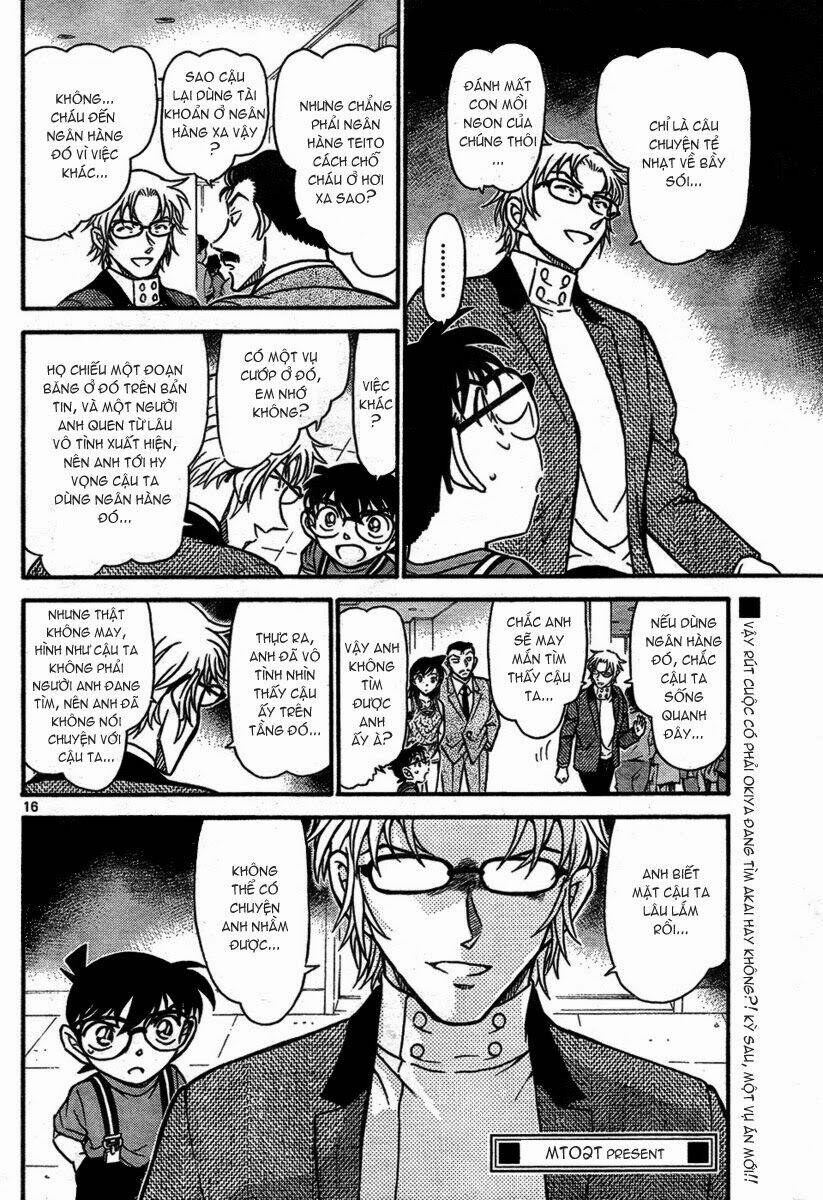 CHỈ LÀ CÂU
CHUYỆN TẺ
NHẠT VỀ BẦY
SÓI...
ĐÁNH MẤT
CON MỒI
NGON CỦA
CHÚNG THÔI
...
.........
NHƯNG CHẲNG
PHẢI NGÂN
HÀNG TEITO
CÁCH CHỖ
CHÁU Ở HƠI
XA SAO?
SAO CẬU
LẠI DÙNG TÀI
KHOẢN Ở NGÂN
HÀNG XA VẬY
?
KHÔNG...
CHÁU ĐẾN
NGÂN HÀNG
ĐÓ VÌ VIỆC
KHÁC...
VIỆC
KHÁC
?
CÓ MỘT VỤ
CƯỚP Ở ĐÓ,
EM NHỚ
KHÔNG?
HỌ CHIẾU MỘT ĐOẠN
BĂNG Ở ĐÓ TRÊN BẢN
TIN, VÀ MỘT NGƯỜI
ANH QUEN TỪ LÂU
VÔ TÌNH XUẤT HIỆN,
NÊN ANH TỚI HY
VỌNG CẬU TA
DÙNG NGÂN HÀNG
ĐÓ...
NẾU DÙNG
NGÂN HÀNG
ĐÓ, CHẮC
CẬU TA
SỐNG
QUANH
ĐÂY...
CHẮC ANH
SẼ MAY
MẮN TÌM
THẤY CẬU
TA...
VẬY ANH
KHÔNG
TÌM
ĐƯỢC
ANH
ẤY À?
THỰC RA,
ANH ĐÃ VÔ
TÌNH NHÌN
THẤY CẬU
ẤY TRÊN
TẦNG ĐÓ...
NHƯNG THẬT
KHÔNG MAY,
HÌNH NHƯ CẬU TA
KHÔNG PHẢI
NGƯỜI ANH ĐANG
TÌM, NÊN ANH ĐÃ
KHÔNG NÓI
CHUYỆN VỚI
CẬU TA...
16
ANH BIẾT
MẶT CẬU TA
LÂU LẮM
RỒI...
KHÔNG
THỂ CÓ
CHUYỆN
ANH NHẦM
ĐƯỢC...
VẬY RÚT CUỘC CÓ PHẢI OKIYA ĐANG TÌM AKAI HAY KHÔNG?! KỲ SAU, MỘT VỤ ÁN MỚI!!
MTO2T PRESENT